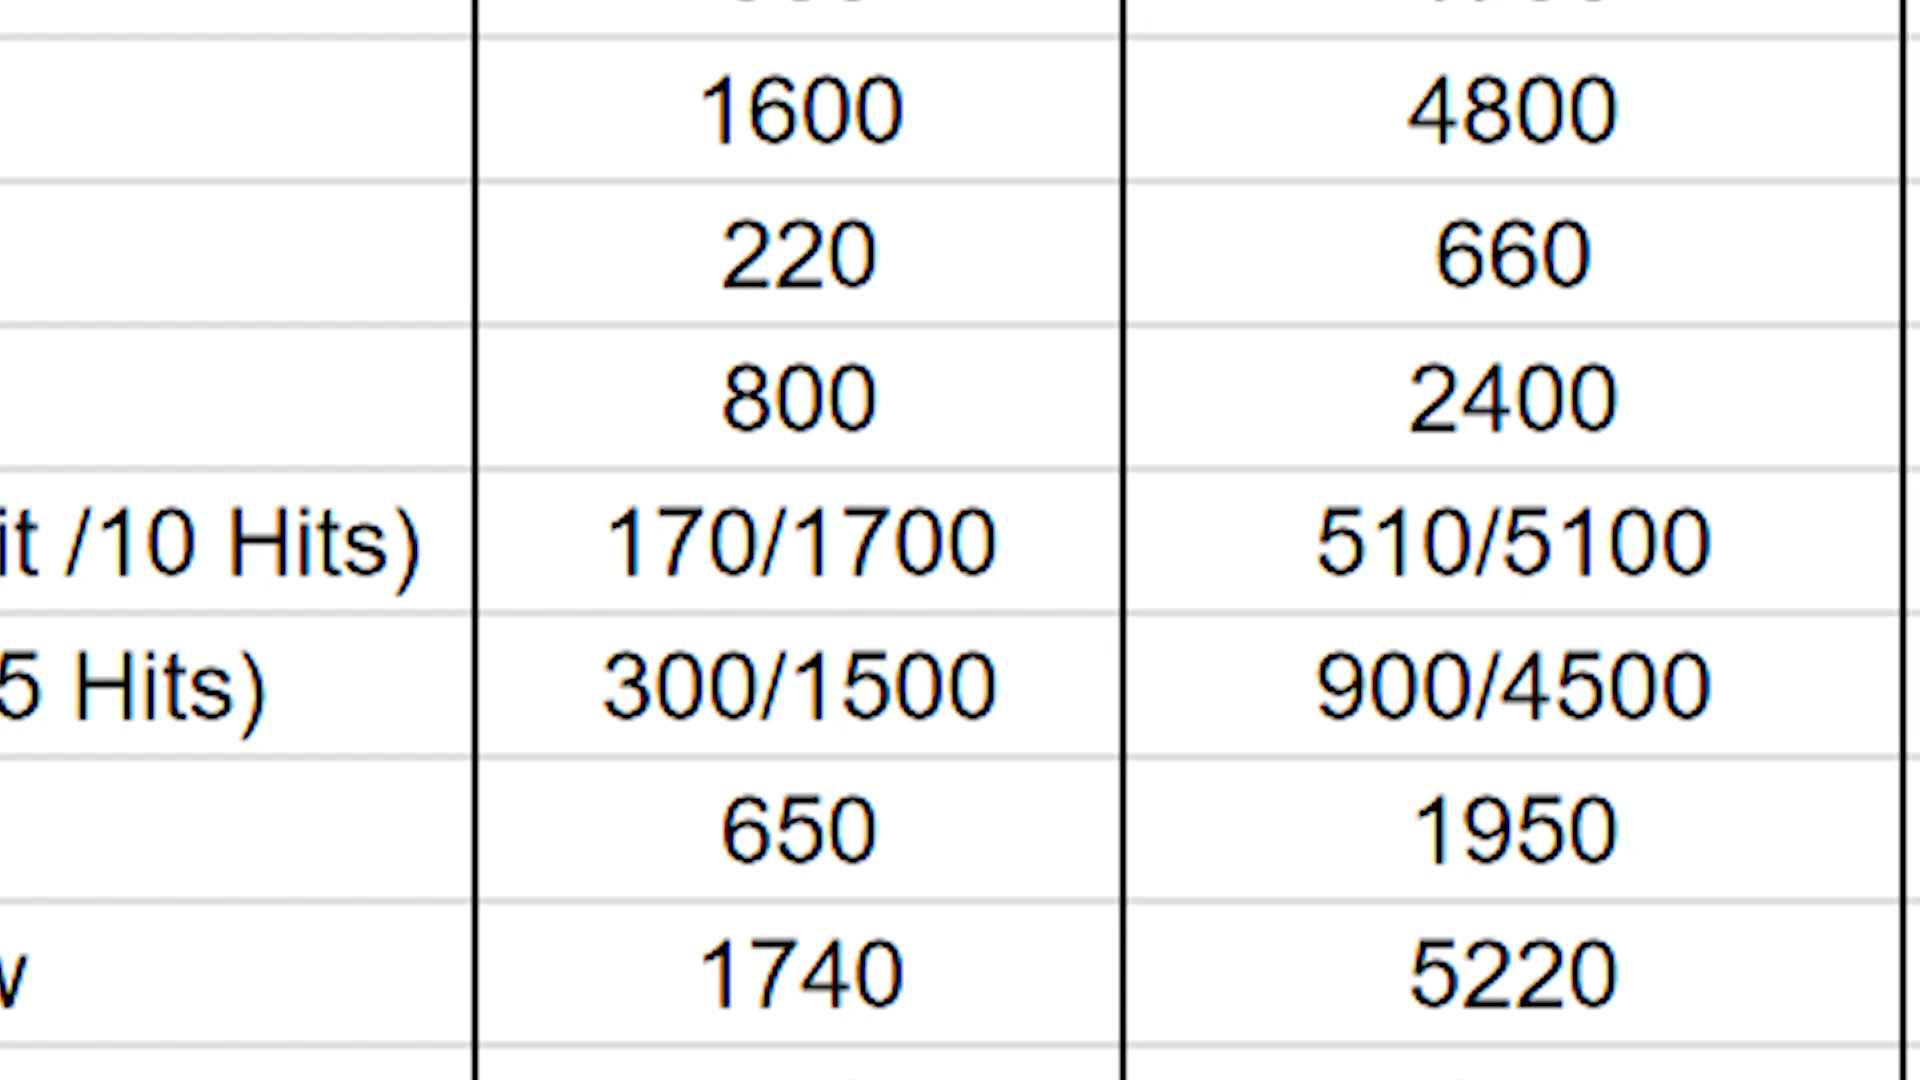 1600 4800
220 660
800 2400
it /10 Hits) 170/1700 510/5100
5 Hits) 300/1500 900/4500
650 1950
w 1740 5220